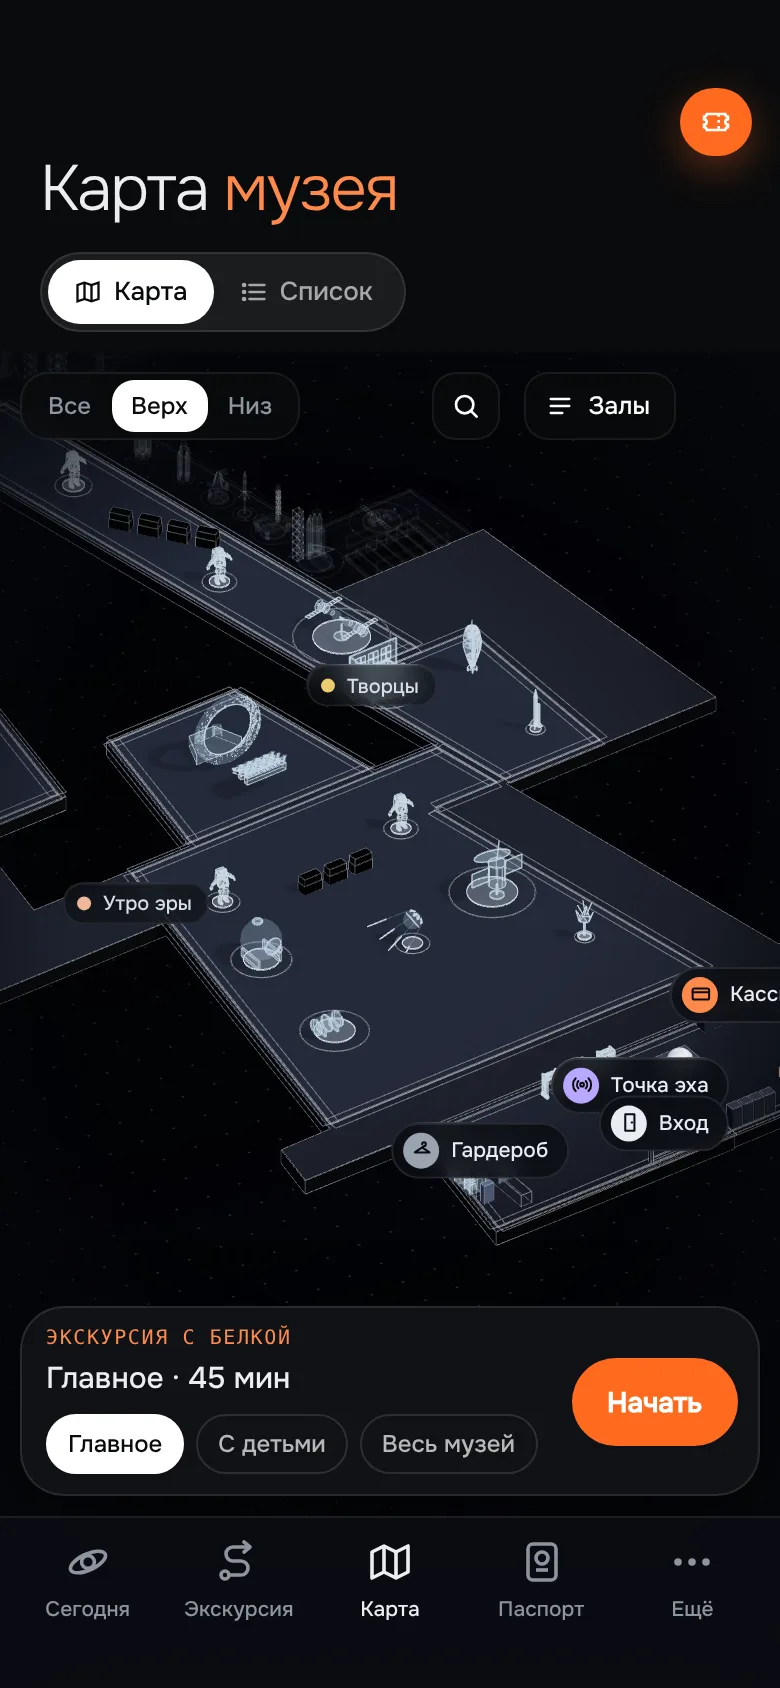 Карта музея
Карта
Список
Все
Верх
Низ
Залы
Творцы
Утро эры
Точка эха
Вход
Гардероб
ЭКСКУРСИЯ С БЕЛКОЙ
Главное · 45 мин
Начать
Главное
С детьми
Весь музей
Сегодня
Экскурсия
Карта
Паспорт
Ещё